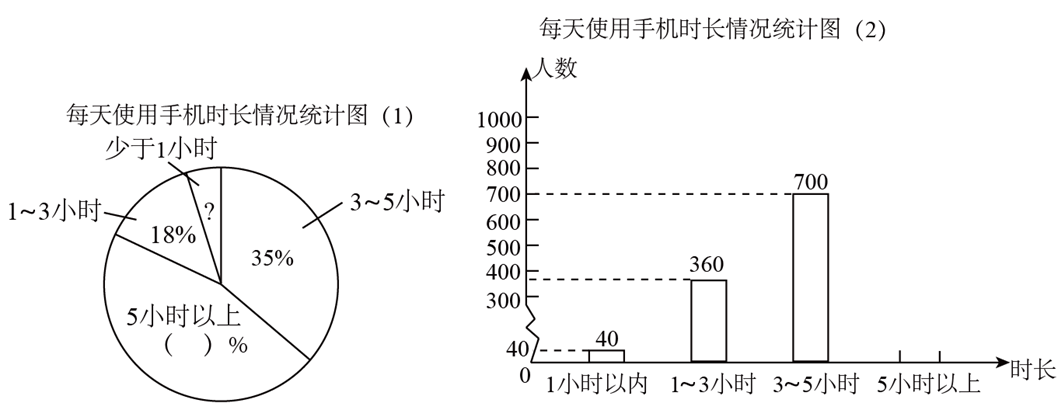 每天使用手机时长情况统计图（1）
少于1小时
1~3小时
3~5小时
?
18%
35%
5小时以上
（ ）%
每天使用手机时长情况统计图（2）
人数
1000
900
800
700
600
500
400
300
40
0
40
360
700
1小时以内
1~3小时
3~5小时
5小时以上
时长